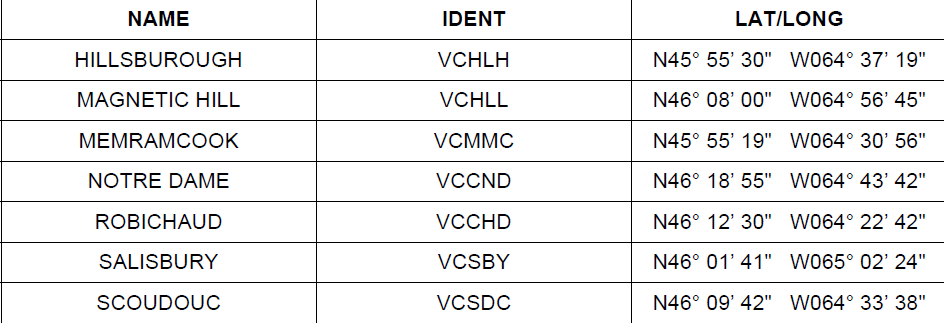 NAME IDENT LAT/LONG
HILLSBUROUGH VCHLH N45° 55’ 30" W064° 37’ 19"
MAGNETIC HILL VCHLL N46° 08’ 00" W064° 56’ 45"
MEMRAMCOOK VCMMC N45° 55’ 19" W064° 30’ 56"
NOTRE DAME VCCND N46° 18’ 55" W064° 43’ 42"
ROBICHAUD VCCHD N46° 12’ 30" W064° 22’ 42"
SALISBURY VCSBY N46° 01’ 41" W065° 02’ 24"
SCOUDOUC VCSDC N46° 09’ 42" W064° 33’ 38"